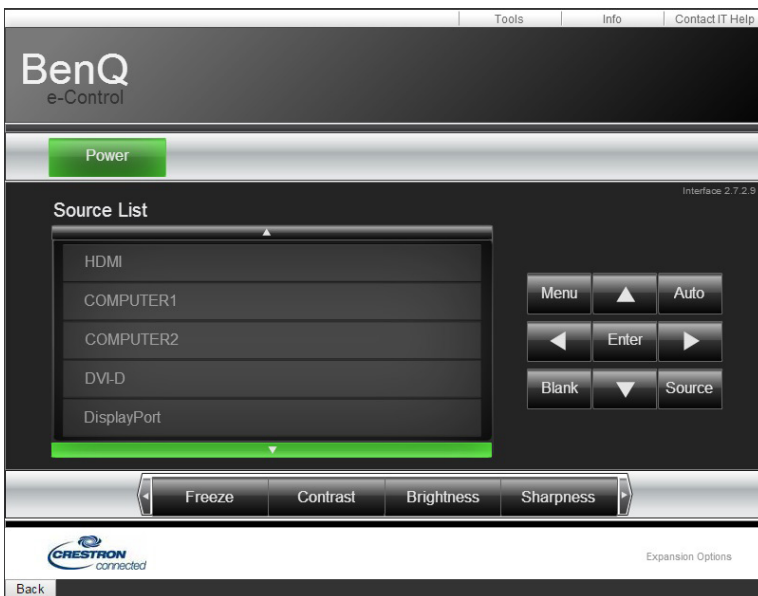 Tools Info Contact IT Help
BenQ
e-Control
Power
Interface 2.7.2.9
Source List
HDMI
COMPUTER1
COMPUTER2
DVI-D
DisplayPort
Menu Auto
Enter
Blank Source
Freeze Contrast Brightness Sharpness
CRESTRON
connected
Expansion Options
Back